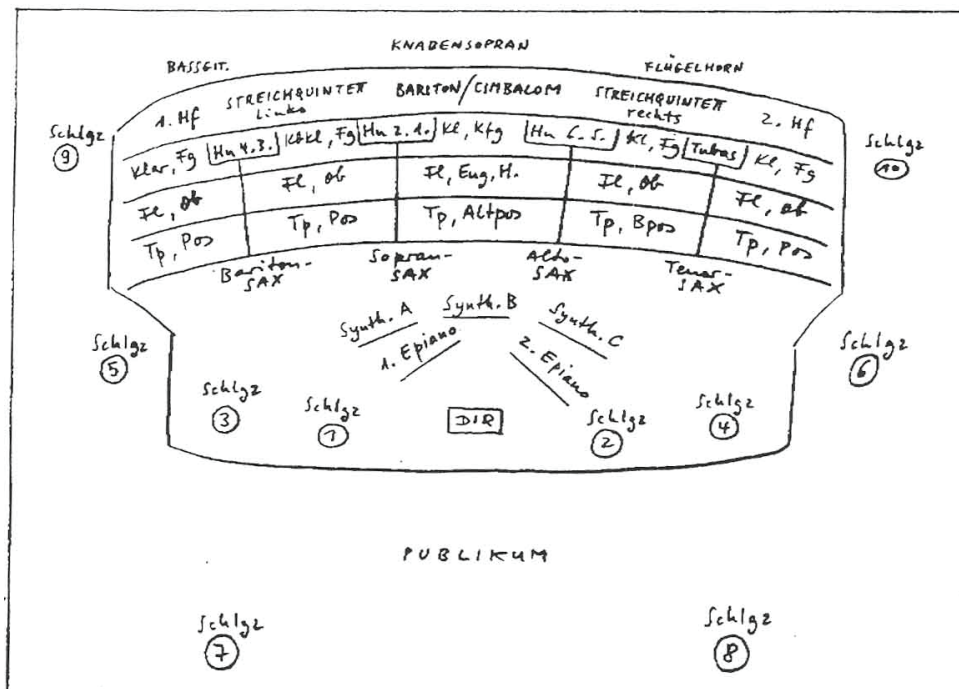 KNABENSOPRAN
BASSGIT. FLÜGELHORN
1. Hf STREICHQUINTETT Links BARITON/CIMBALOM STREICHQUINTETT rechts 2. Hf
Schlgz 9 Schlgz 10
Klar, Fg Hn 4.3. KbKl, Fg Hn 2.1. Kl, Kfg Hn 6.5. Kl, Fg Tubas Kl, Fg
Fl, Ob Fl, Ob Fl, Eng, H. Fl, Ob Fl, Ob
Tp, Pos Tp, Pos Tp, Altpos Tp, Bpos Tp, Pos
Bariton-SAX Sopran-SAX Alto-SAX Tenor-SAX
Synth. A Synth. B Synth. C
1. Epiano 2. Epiano
Schlgz 5 Schlgz 6
Schlgz 3 Schlgz 1 DIR Schlgz 2 Schlgz 4
PUBLIKUM
Schlgz 7 Schlgz 8